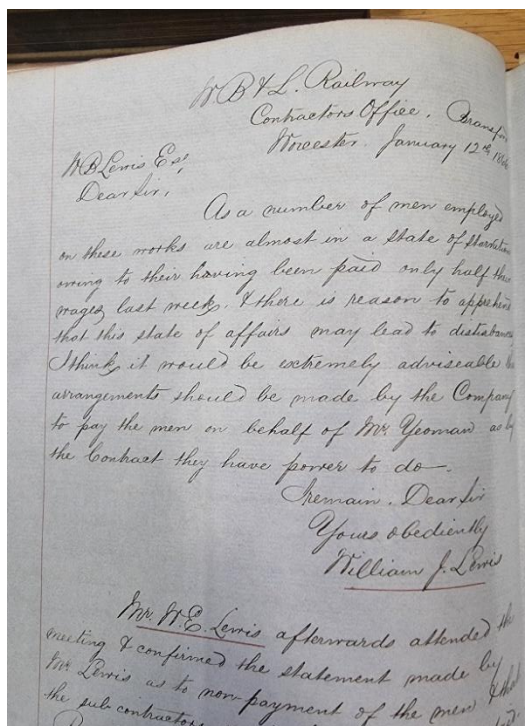 W. B & L. Railway
Contractors Office. Bransfor
Worcester. January 12th 186
W B Lewis Esq,
Dear Sir,
As a number of men employed
on these works are almost in a state of starvation
owing to their having been paid only half their
wages last week, & there is reason to apprehend
that this state of affairs may lead to disturbances
I think it would be extremely adviseable
arrangements should be made by the Company
to pay the men on behalf of Mr. Yeoman as by
the Contract they have power to do —
I remain. Dear Sir
Yours obediently
William J. Lewis
Mr. W. E. Lewis afterwards attended the
meeting & confirmed the statement made by
Mr Lewis as to non-payment of the men & that
the sub-contractors